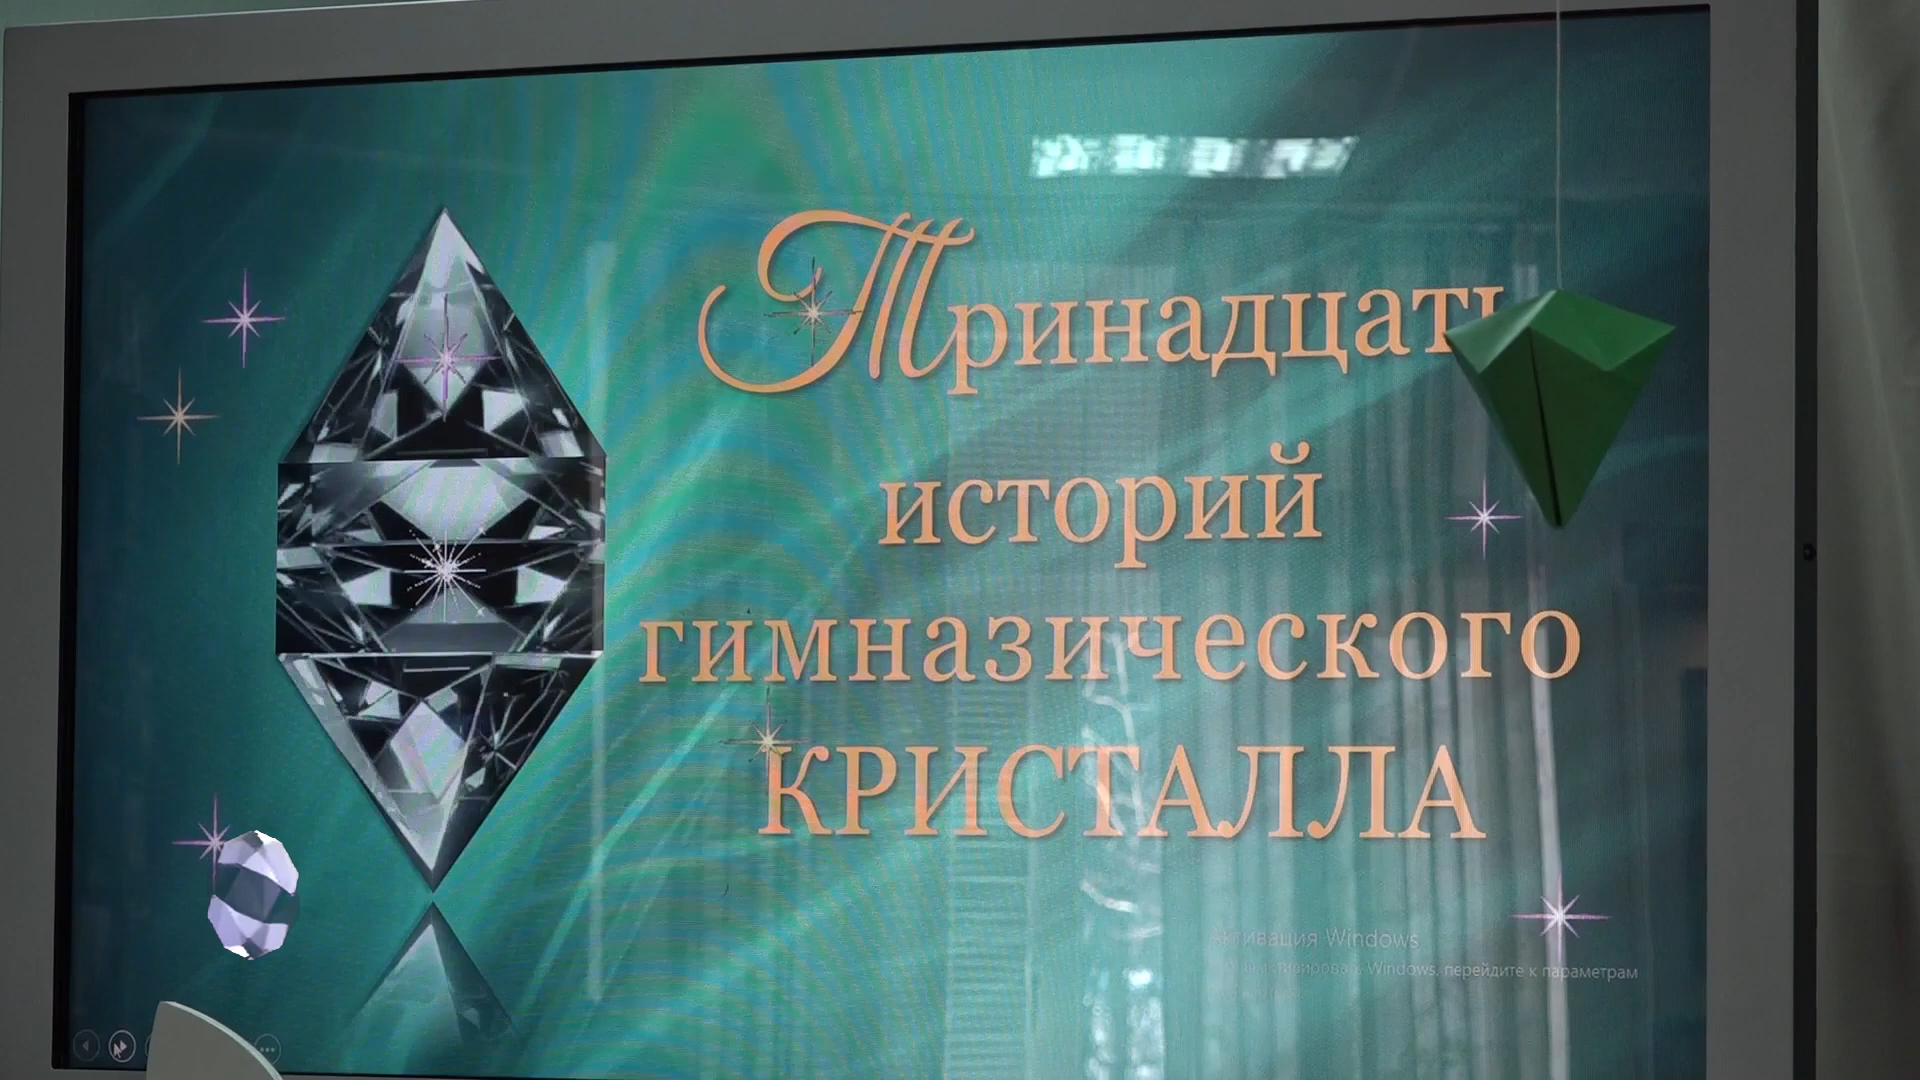 Тринадцать
историй
гимназического
КРИСТАЛЛА
Активация Windows
Windows, перейдите к параметрам